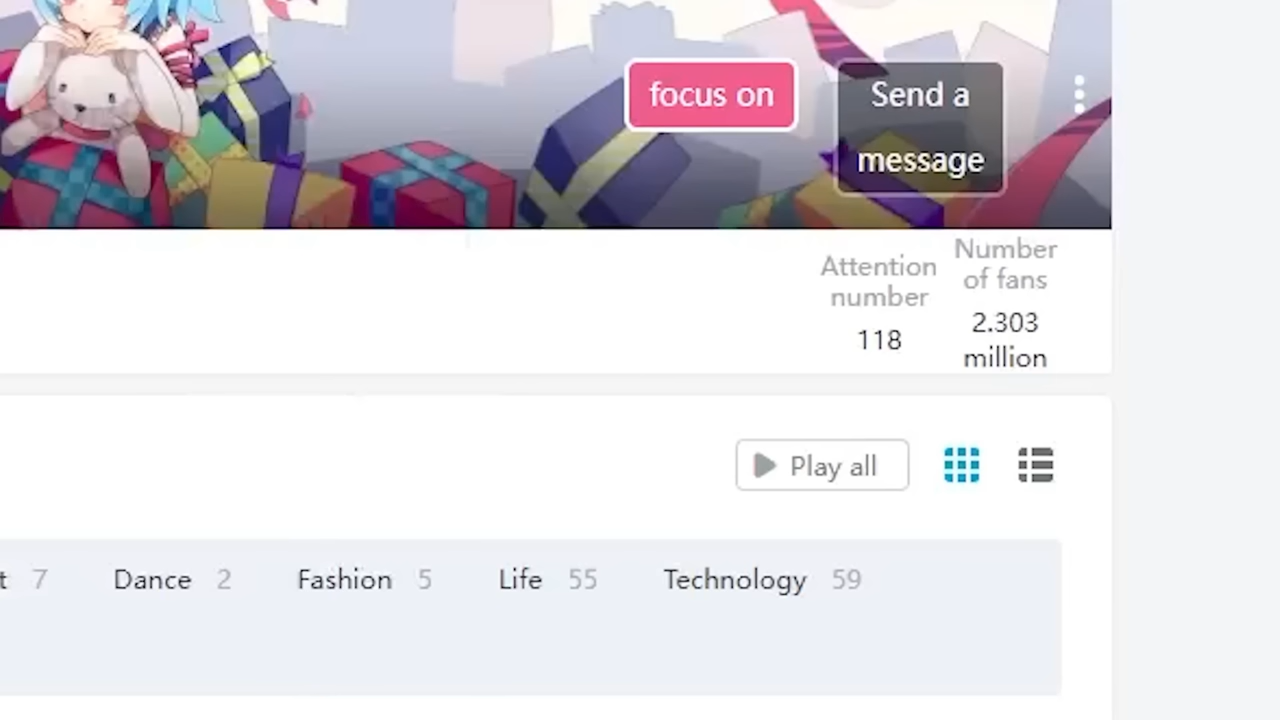 focus on
Send a
message
Attention
number
118
Number
of fans
2.303
million
Play all
t 7 Dance 2 Fashion 5 Life 55 Technology 59